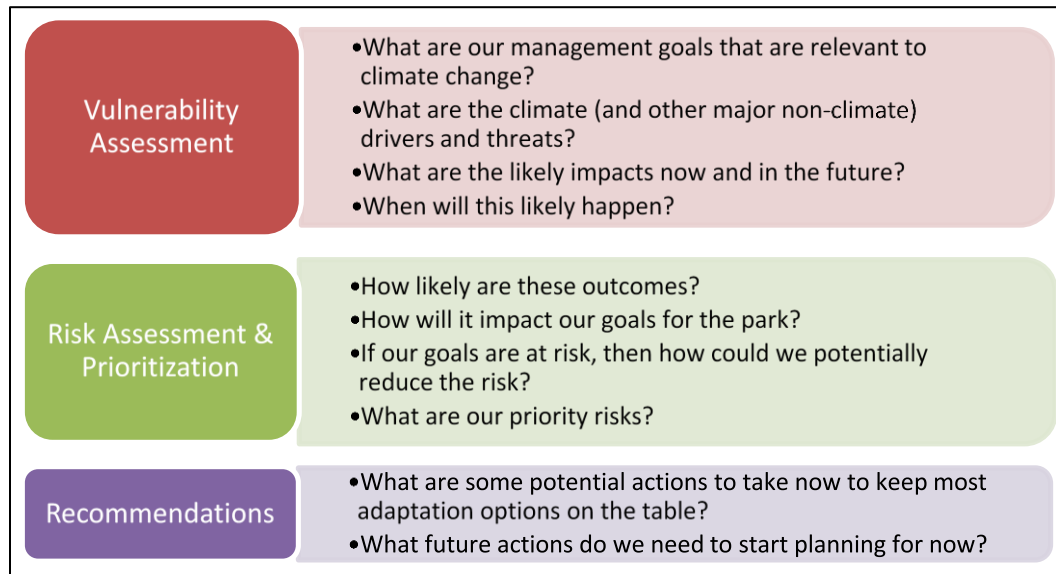 Vulnerability
Assessment
•What are our management goals that are relevant to
climate change?
•What are the climate (and other major non-climate)
drivers and threats?
•What are the likely impacts now and in the future?
•When will this likely happen?
Risk Assessment &
Prioritization
•How likely are these outcomes?
•How will it impact our goals for the park?
•If our goals are at risk, then how could we potentially
reduce the risk?
•What are our priority risks?
Recommendations
•What are some potential actions to take now to keep most
adaptation options on the table?
•What future actions do we need to start planning for now?